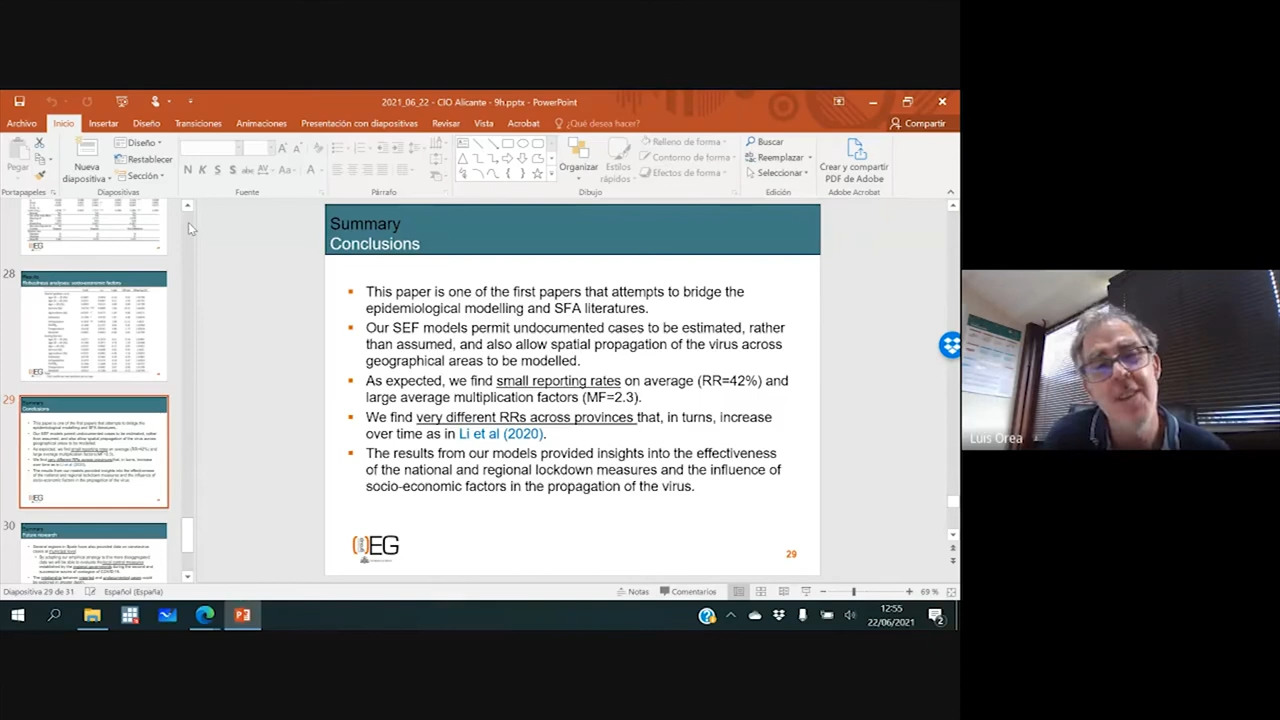 2021_06_22 - CIO Alicante - 9h.pptx - PowerPoint
Archivo Inicio Insertar Diseño Transiciones Animaciones Presentación con diapositivas Revisar Vista Acrobat ¿Qué desea hacer? Compartir
Pegar
Nueva
diapositiva
Diseño
Restablecer
Sección
N K S S abc AV Aa A
Organizar
Estilos
rápidos
Relleno de forma
Contorno de forma
Efectos de forma
Buscar
Reemplazar
Seleccionar
Crear y compartir
PDF de Adobe
Portapapeles Diapositivas Fuente Párrafo Dibujo Edición Adobe Acrobat
28
29
30
Summary
Future research
Summary
Conclusions
This paper is one of the first papers that attempts to bridge the
epidemiological modelling and SFA literatures.
Our SEF models permit undocumented cases to be estimated, rather
than assumed, and also allow spatial propagation of the virus across
geographical areas to be modelled.
As expected, we find small reporting rates on average (RR=42%) and
large average multiplication factors (MF=2.3).
We find very different RRs across provinces that, in turns, increase
over time as in Li et al (2020).
The results from our models provided insights into the effectiveness
of the national and regional lockdown measures and the influence of
socio-economic factors in the propagation of the virus.
EG
29
Luis Orea
Diapositiva 29 de 31 Español (España) Notas Comentarios 69 %
12:55
22/06/2021
2